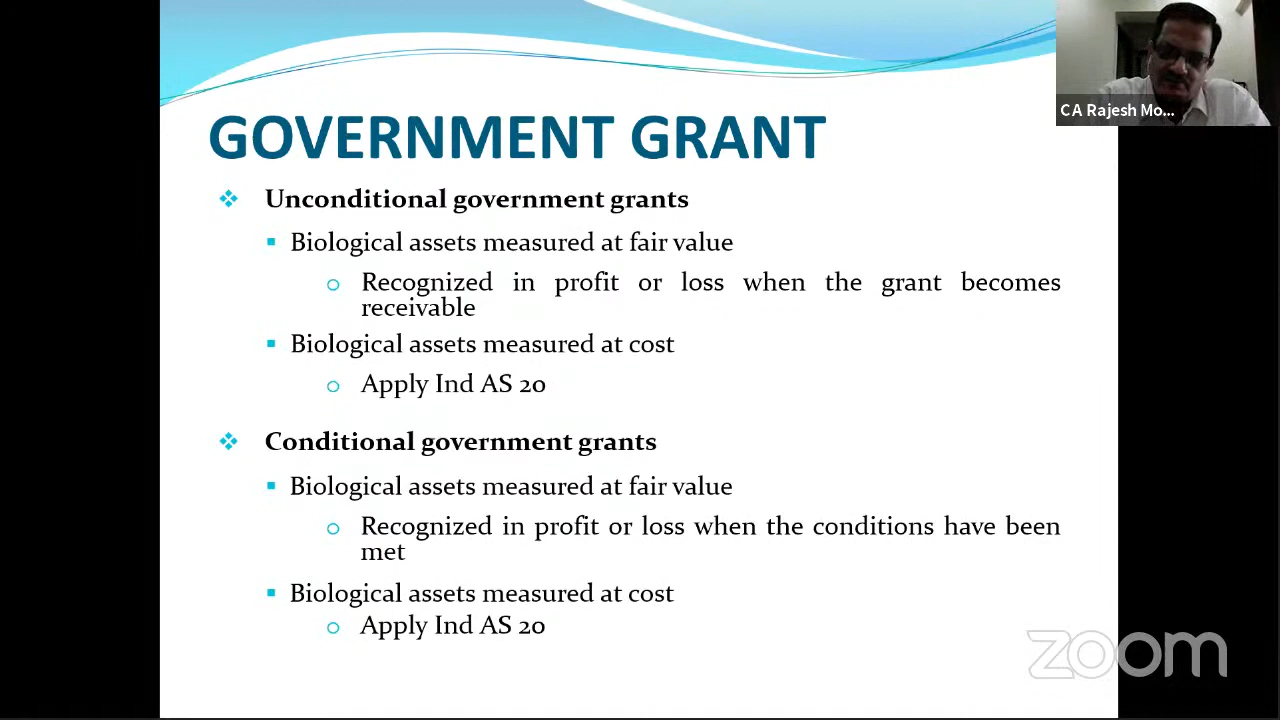 C A Rajesh Mo...
GOVERNMENT GRANT
Unconditional government grants
Biological assets measured at fair value
Recognized in profit or loss when the grant becomes
receivable
Biological assets measured at cost
Apply Ind AS 20
Conditional government grants
Biological assets measured at fair value
Recognized in profit or loss when the conditions have been
met
Biological assets measured at cost
Apply Ind AS 20
zoom